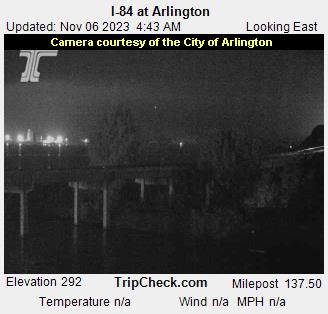 I-84 at Arlington
Updated: Nov 06 2023 4:43 AM Looking East
Camera courtesy of the City of Arlington
Elevation 292 TripCheck.com Milepost 137.50
Temperature n/a Wind n/a MPH n/a